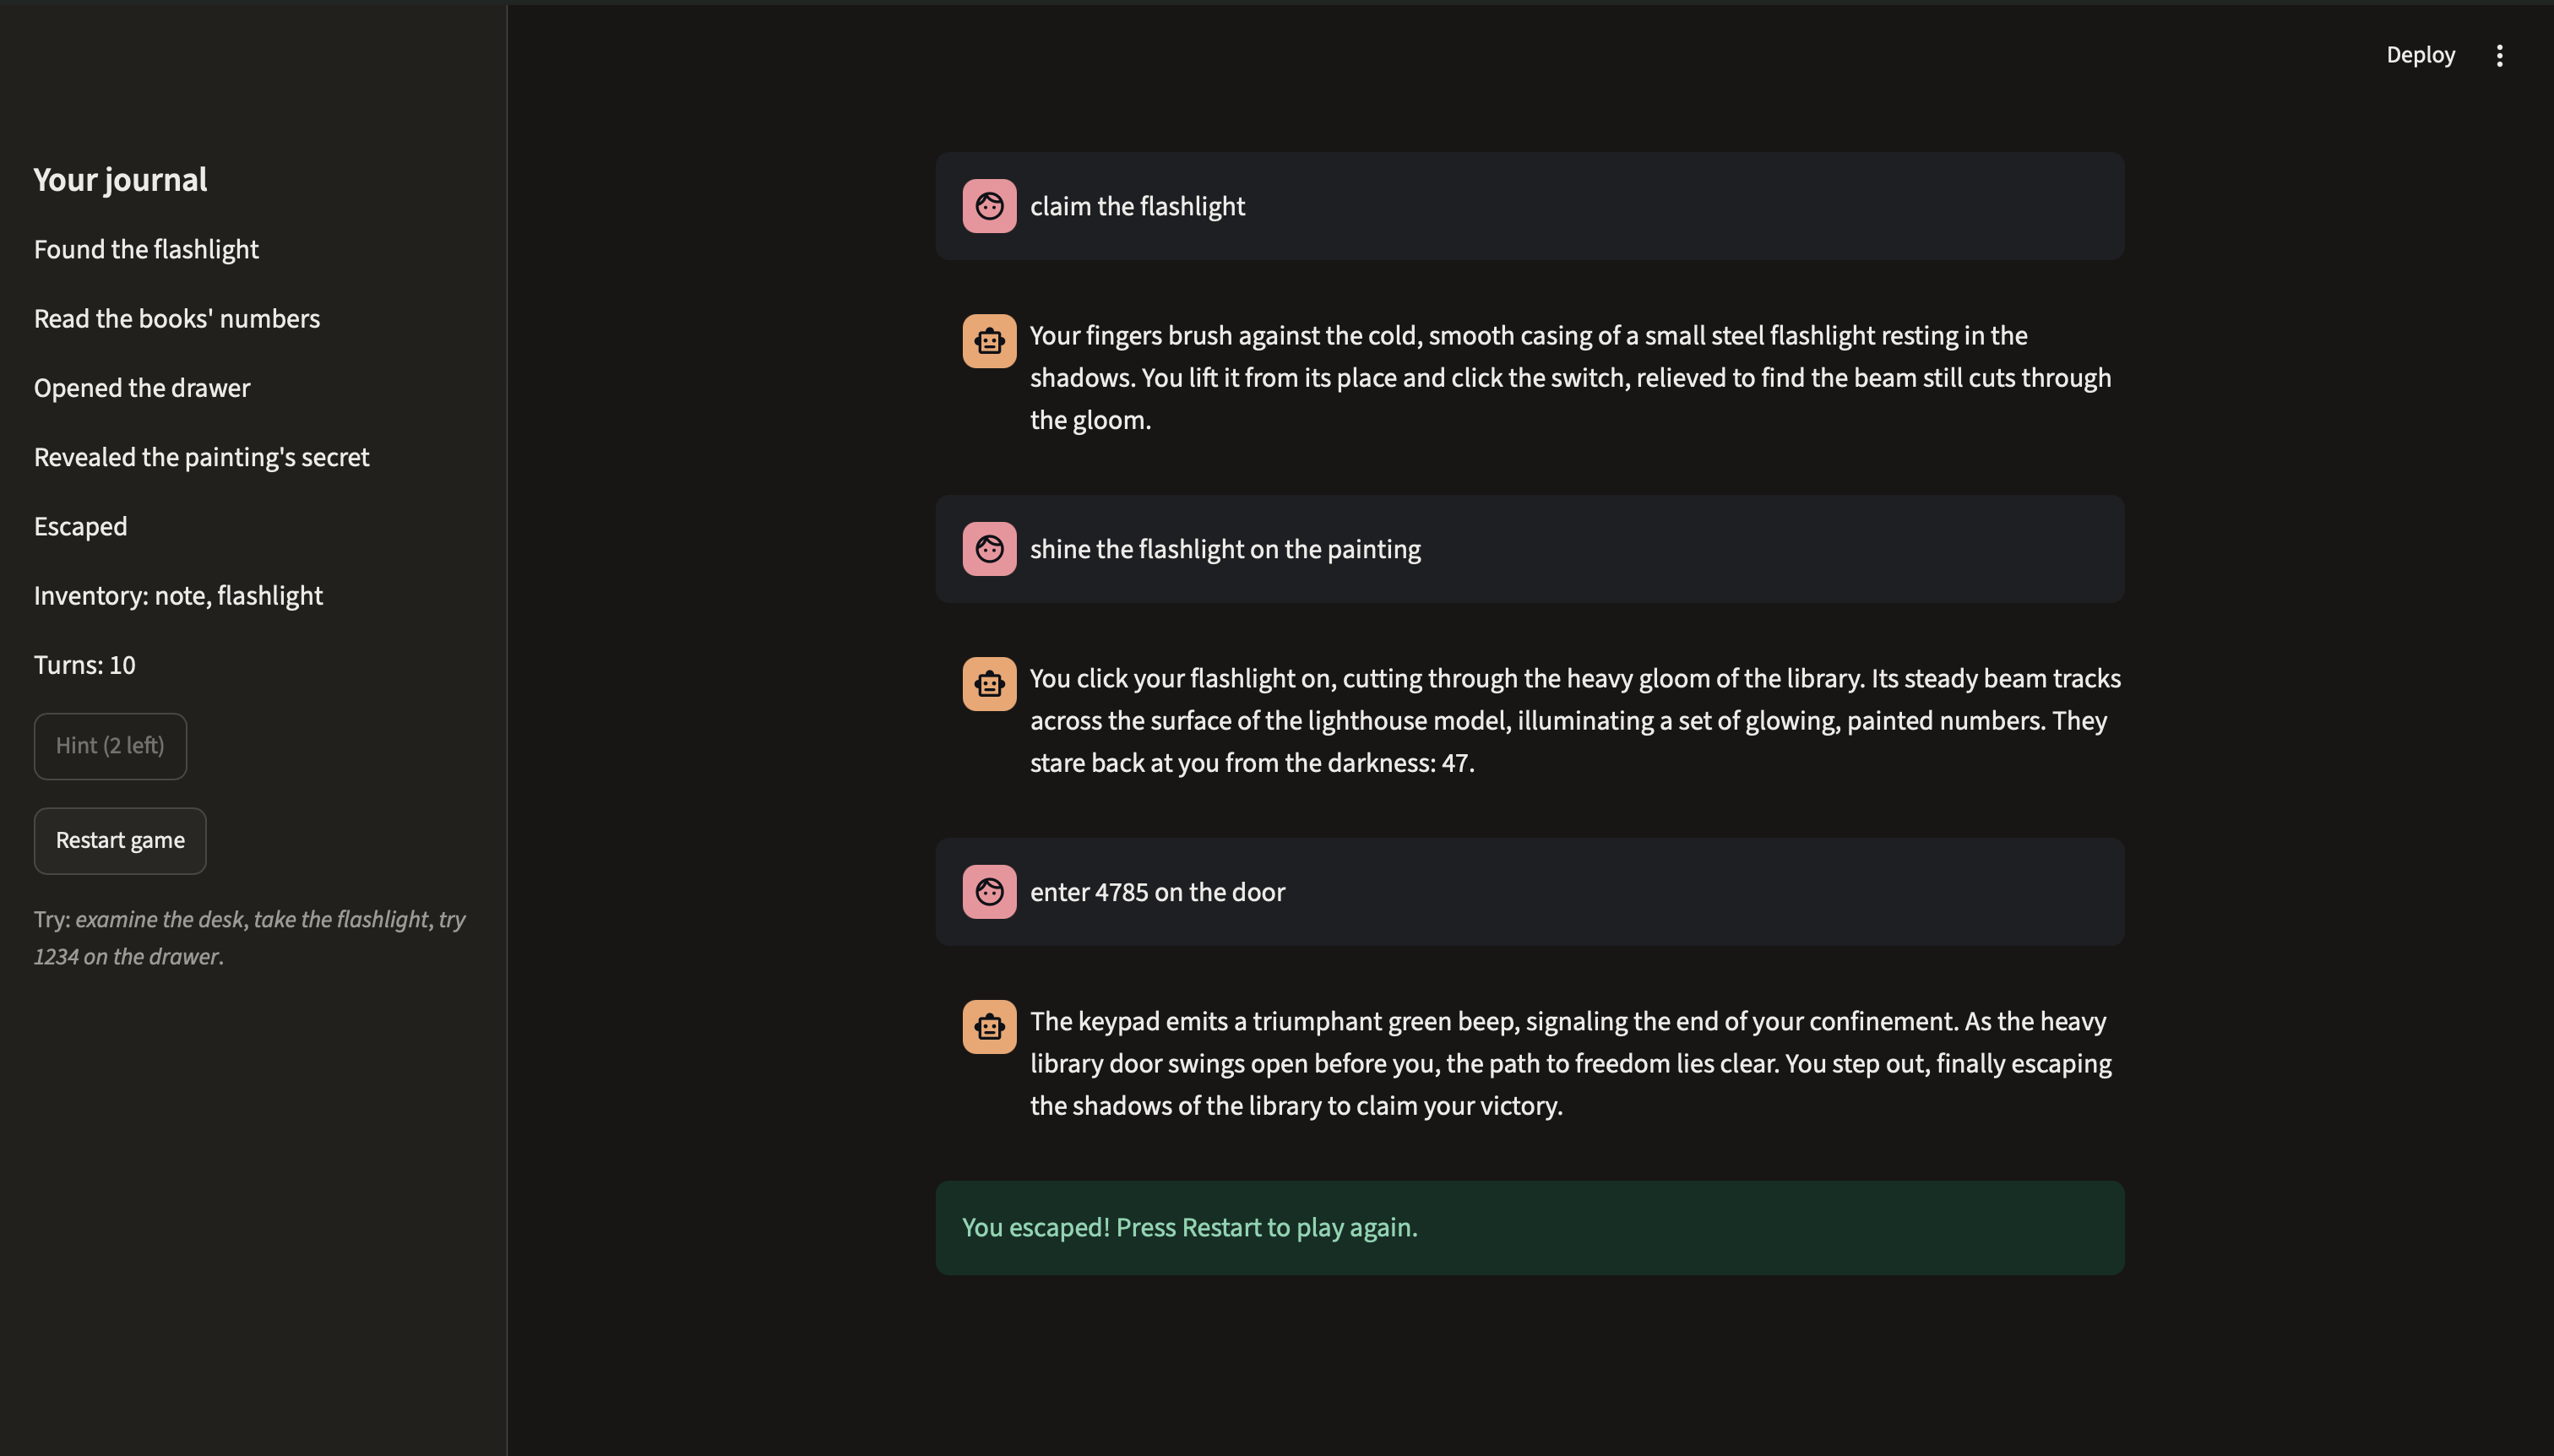 Deploy
Your journal
Found the flashlight
Read the books' numbers
Opened the drawer
Revealed the painting's secret
Escaped
Inventory: note, flashlight
Turns: 10
Hint (2 left)
Restart game
Try: examine the desk, take the flashlight, try
1234 on the drawer.
claim the flashlight
Your fingers brush against the cold, smooth casing of a small steel flashlight resting in the
shadows. You lift it from its place and click the switch, relieved to find the beam still cuts through
the gloom.
shine the flashlight on the painting
You click your flashlight on, cutting through the heavy gloom of the library. Its steady beam tracks
across the surface of the lighthouse model, illuminating a set of glowing, painted numbers. They
stare back at you from the darkness: 47.
enter 4785 on the door
The keypad emits a triumphant green beep, signaling the end of your confinement. As the heavy
library door swings open before you, the path to freedom lies clear. You step out, finally escaping
the shadows of the library to claim your victory.
You escaped! Press Restart to play again.